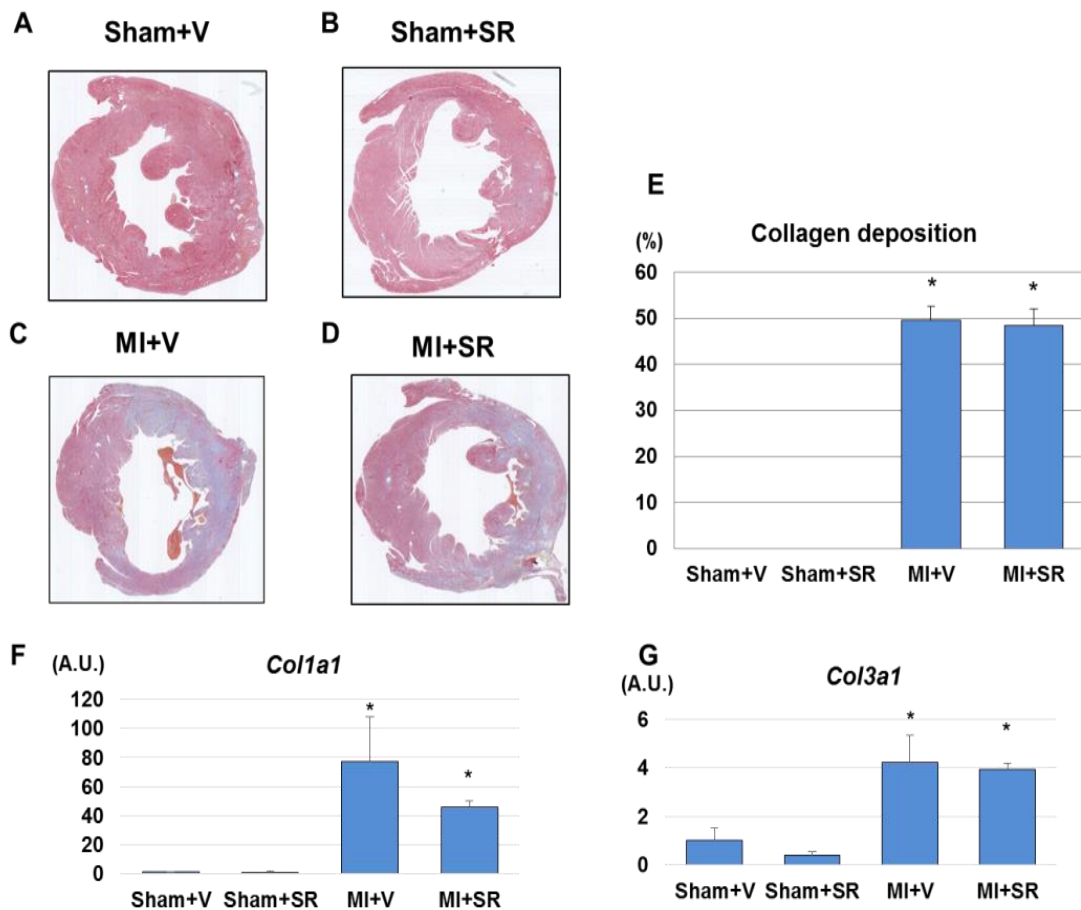 A Sham+V
B Sham+SR
C MI+V
D MI+SR
E
(%) Collagen deposition
60
50
40
30
20
10
0
* *
Sham+V Sham+SR MI+V MI+SR
F (A.U.) Col1a1
120
100
80
60
40
20
0
* *
Sham+V Sham+SR MI+V MI+SR
G
(A.U.) Col3a1
6
4
2
0
* *
Sham+V Sham+SR MI+V MI+SR